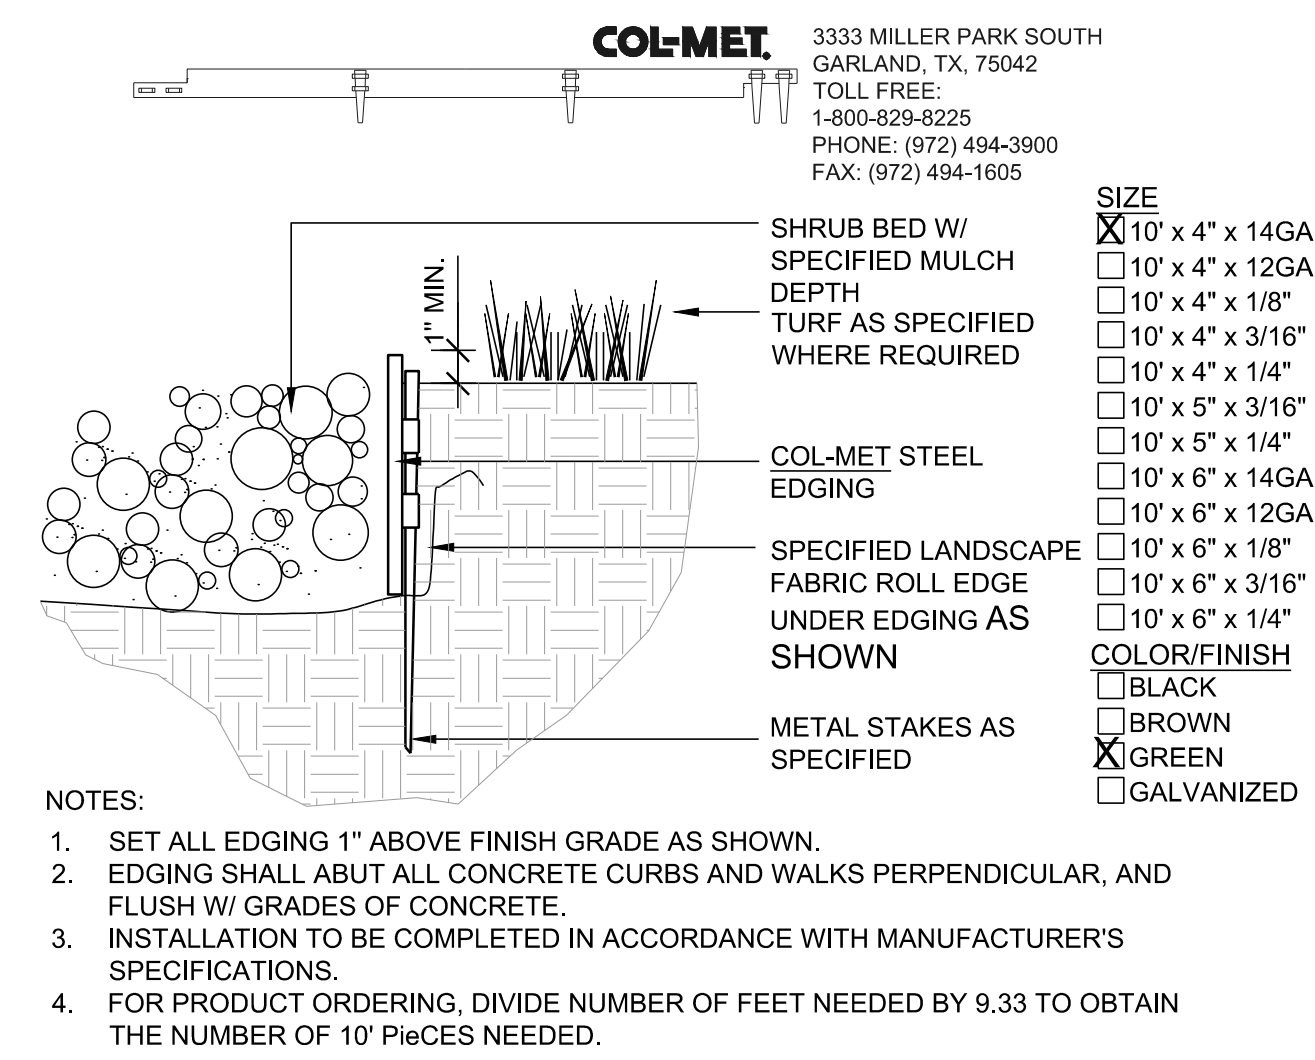 COL-MET.
3333 MILLER PARK SOUTH
GARLAND, TX, 75042
TOLL FREE:
1-800-829-8225
PHONE: (972) 494-3900
FAX: (972) 494-1605
SHRUB BED W/
SPECIFIED MULCH
DEPTH
TURF AS SPECIFIED
WHERE REQUIRED
1" MIN.
COL-MET STEEL
EDGING
SPECIFIED LANDSCAPE
FABRIC ROLL EDGE
UNDER EDGING AS
SHOWN
METAL STAKES AS
SPECIFIED
SIZE
X 10' x 4" x 14GA
10' x 4" x 12GA
10' x 4" x 1/8"
10' x 4" x 3/16"
10' x 4" x 1/4"
10' x 5" x 3/16"
10' x 5" x 1/4"
10' x 6" x 14GA
10' x 6" x 12GA
10' x 6" x 1/8"
10' x 6" x 3/16"
10' x 6" x 1/4"
COLOR/FINISH
BLACK
BROWN
X GREEN
GALVANIZED
NOTES:
1. SET ALL EDGING 1" ABOVE FINISH GRADE AS SHOWN.
2. EDGING SHALL ABUT ALL CONCRETE CURBS AND WALKS PERPENDICULAR, AND
FLUSH W/ GRADES OF CONCRETE.
3. INSTALLATION TO BE COMPLETED IN ACCORDANCE WITH MANUFACTURER'S
SPECIFICATIONS.
4. FOR PRODUCT ORDERING, DIVIDE NUMBER OF FEET NEEDED BY 9.33 TO OBTAIN
THE NUMBER OF 10' PieCES NEEDED.